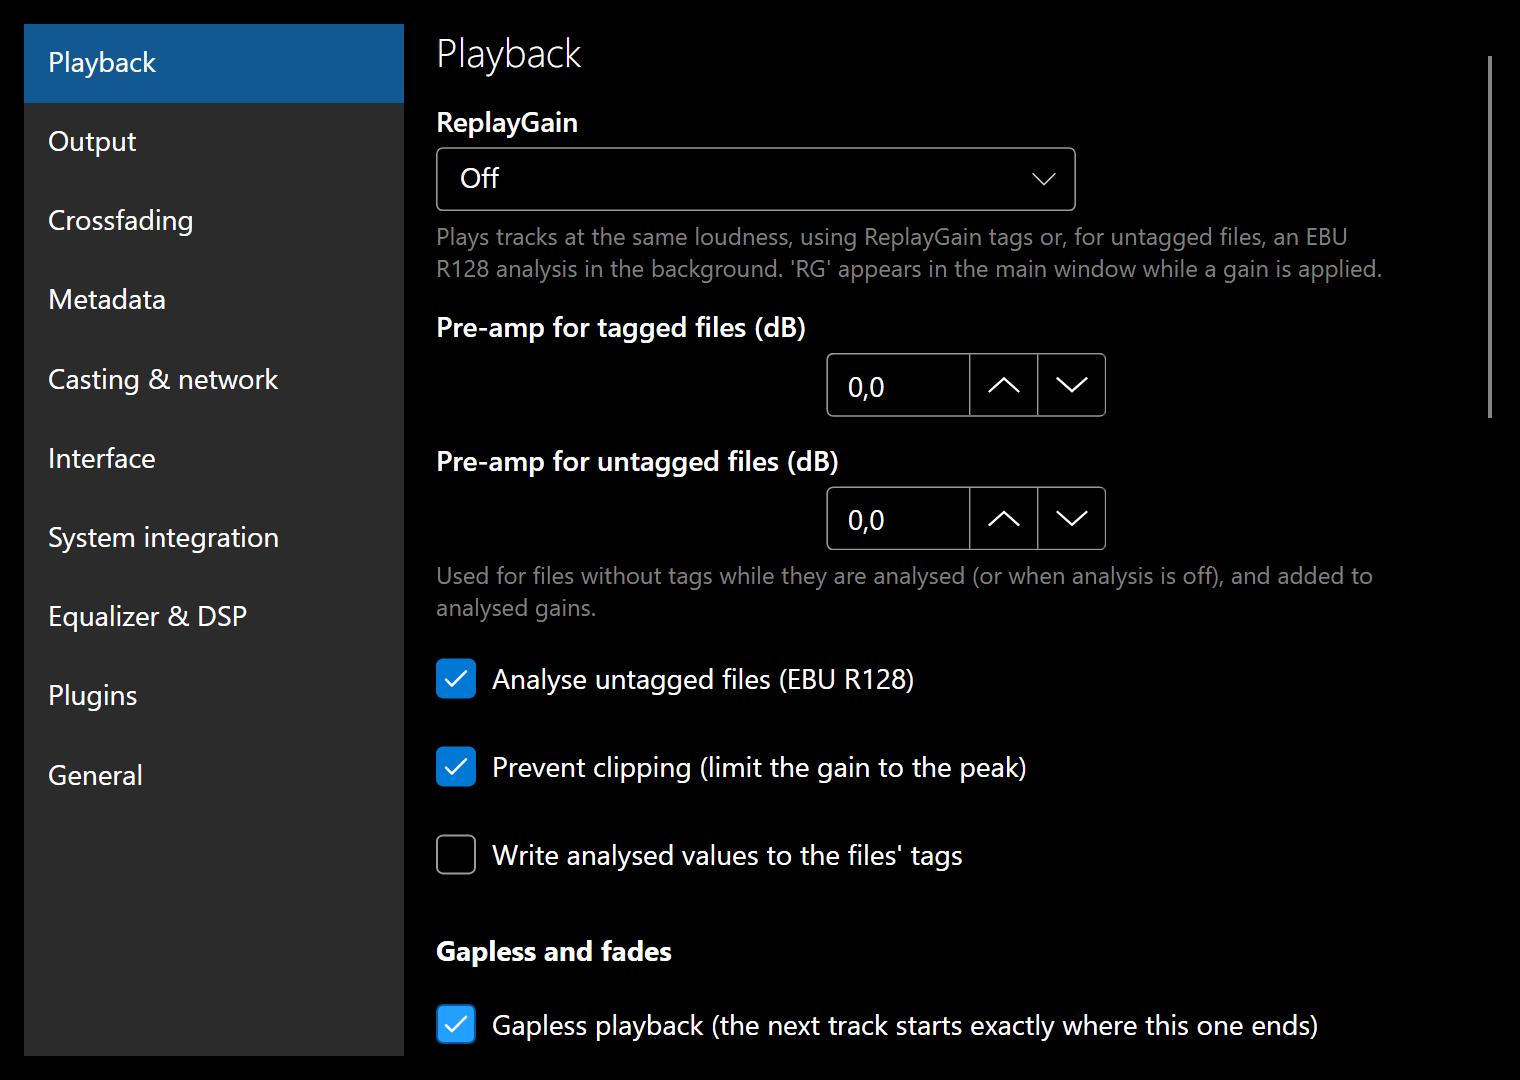 Playback
Output
Crossfading
Metadata
Casting & network
Interface
System integration
Equalizer & DSP
Plugins
General
Playback
ReplayGain
Off
Plays tracks at the same loudness, using ReplayGain tags or, for untagged files, an EBU
R128 analysis in the background. 'RG' appears in the main window while a gain is applied.
Pre-amp for tagged files (dB)
0,0
Pre-amp for untagged files (dB)
0,0
Used for files without tags while they are analysed (or when analysis is off), and added to
analysed gains.
Analyse untagged files (EBU R128)
Prevent clipping (limit the gain to the peak)
Write analysed values to the files' tags
Gapless and fades
Gapless playback (the next track starts exactly where this one ends)